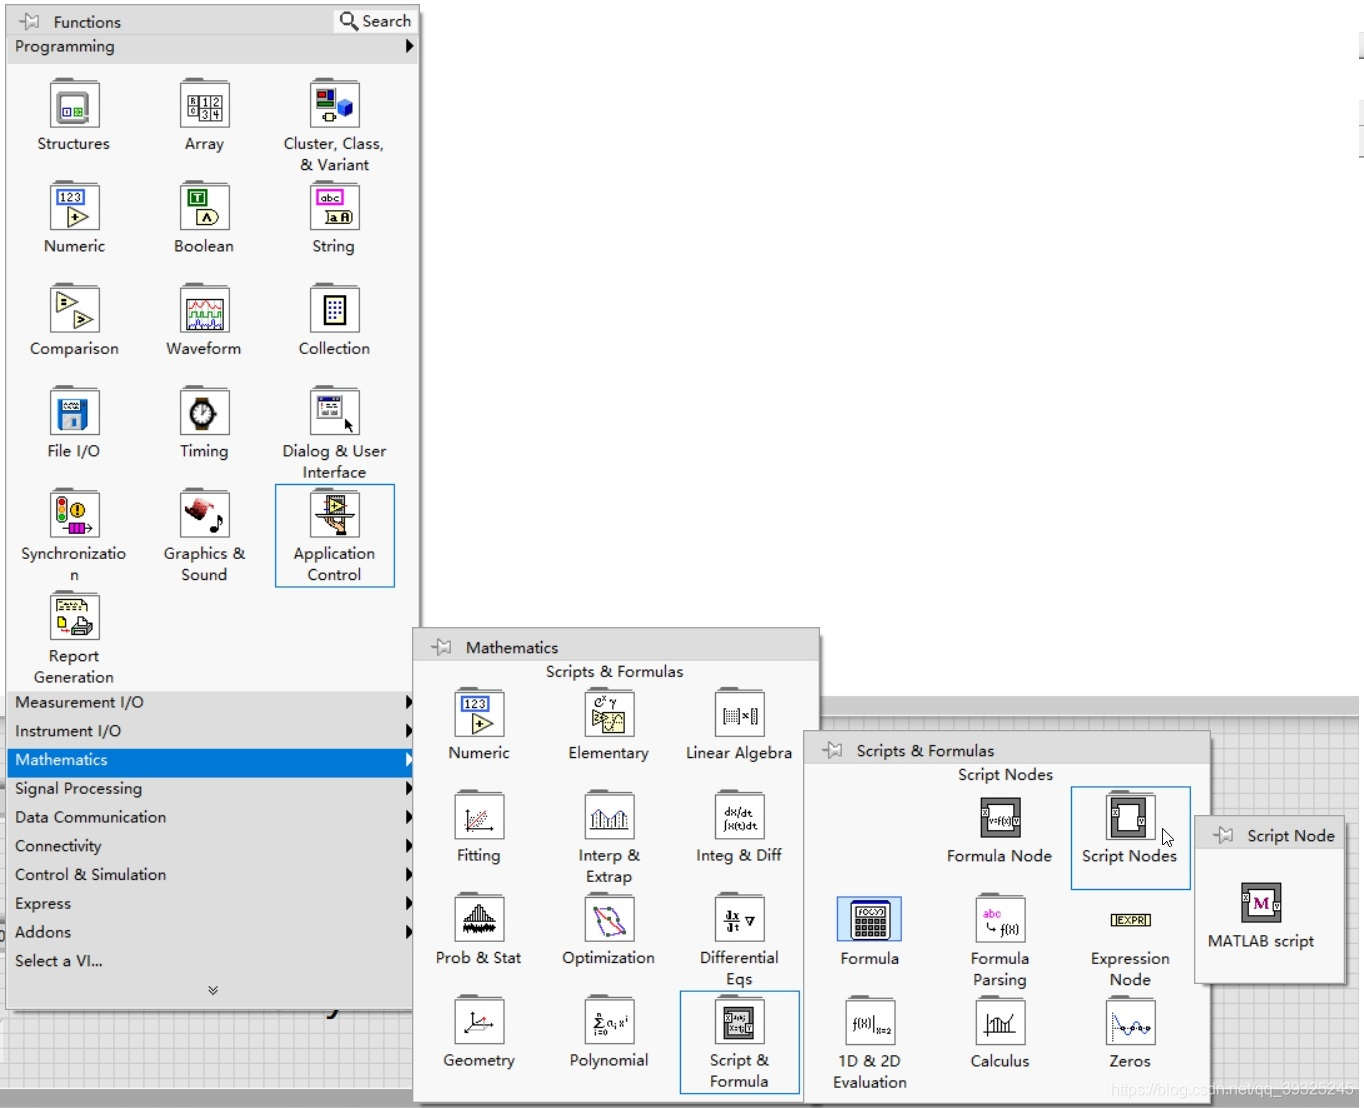 Functions
Search
Programming
Structures
Array
Cluster, Class,
& Variant
Numeric
Boolean
String
Comparison
Waveform
Collection
File I/O
Timing
Dialog & User
Interface
Synchronizatio
n
Graphics &
Sound
Application
Control
Report
Generation
Measurement I/O
Instrument I/O
Mathematics
Signal Processing
Data Communication
Connectivity
Control & Simulation
Express
Addons
Select a VI...
Mathematics
Scripts & Formulas
Numeric
Elementary
Linear Algebra
Fitting
Interp &
Extrap
Integ & Diff
Prob & Stat
Optimization
Differential
Eqs
Geometry
Polynomial
Script &
Formula
Scripts & Formulas
Script Nodes
Formula Node
Script Nodes
Formula
Formula
Parsing
Expression
Node
1D & 2D
Evaluation
Calculus
Zeros
Script Node
MATLAB script
https://blog.csdn.net/qq_39325245